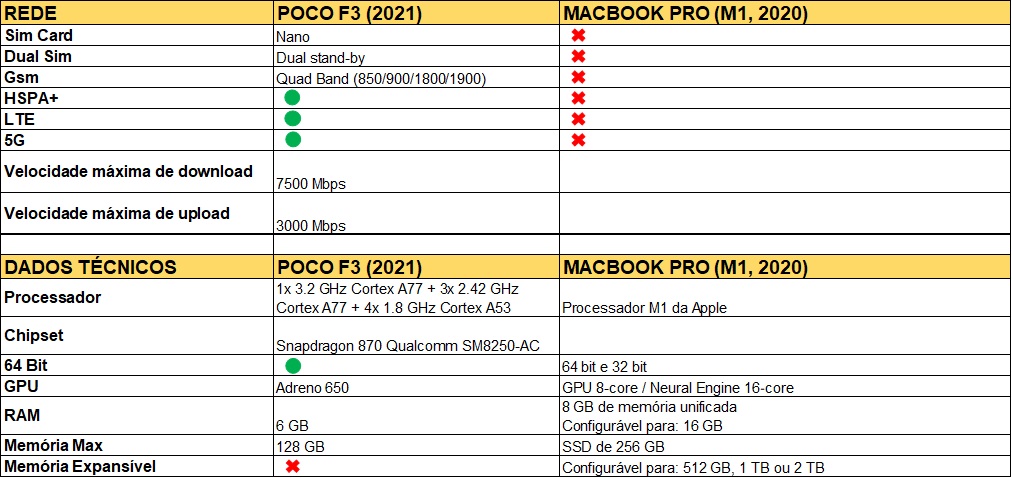 REDE POCO F3 (2021) MACBOOK PRO (M1, 2020)
Sim Card Nano
Dual Sim Dual stand-by
Gsm Quad Band (850/900/1800/1900)
HSPA+
LTE
5G
Velocidade máxima de download 7500 Mbps
Velocidade máxima de upload 3000 Mbps
DADOS TÉCNICOS POCO F3 (2021) MACBOOK PRO (M1, 2020)
Processador
1x 3.2 GHz Cortex A77 + 3x 2.42 GHz
Cortex A77 + 4x 1.8 GHz Cortex A53
Processador M1 da Apple
Chipset Snapdragon 870 Qualcomm SM8250-AC
64 Bit 64 bit e 32 bit
GPU Adreno 650 GPU 8-core / Neural Engine 16-core
RAM 6 GB
8 GB de memória unificada
Configurável para: 16 GB
Memória Max 128 GB SSD de 256 GB
Memória Expansível Configurável para: 512 GB, 1 TB ou 2 TB